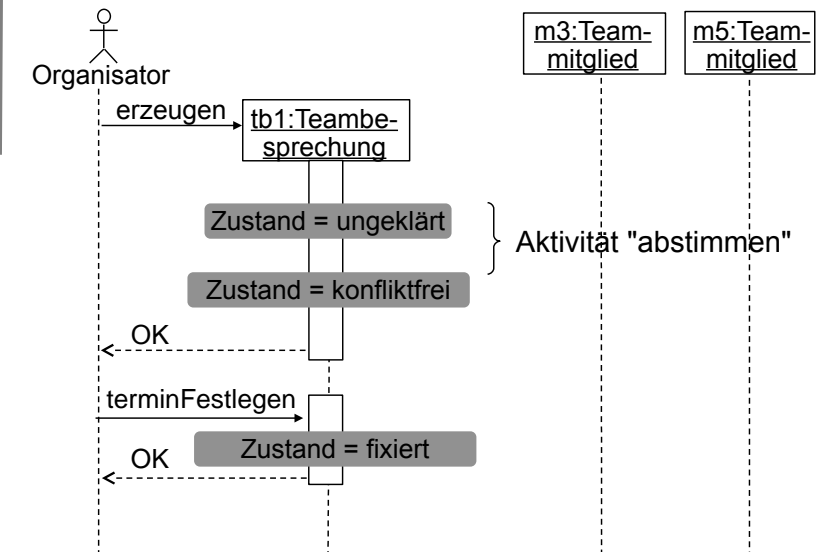 Organisator
m3:Team-
mitglied
m5:Team-
mitglied
erzeugen
tb1:Teambe-
sprechung
Zustand = ungeklärt
Aktivität "abstimmen"
Zustand = konfliktfrei
OK
terminFestlegen
Zustand = fixiert
OK